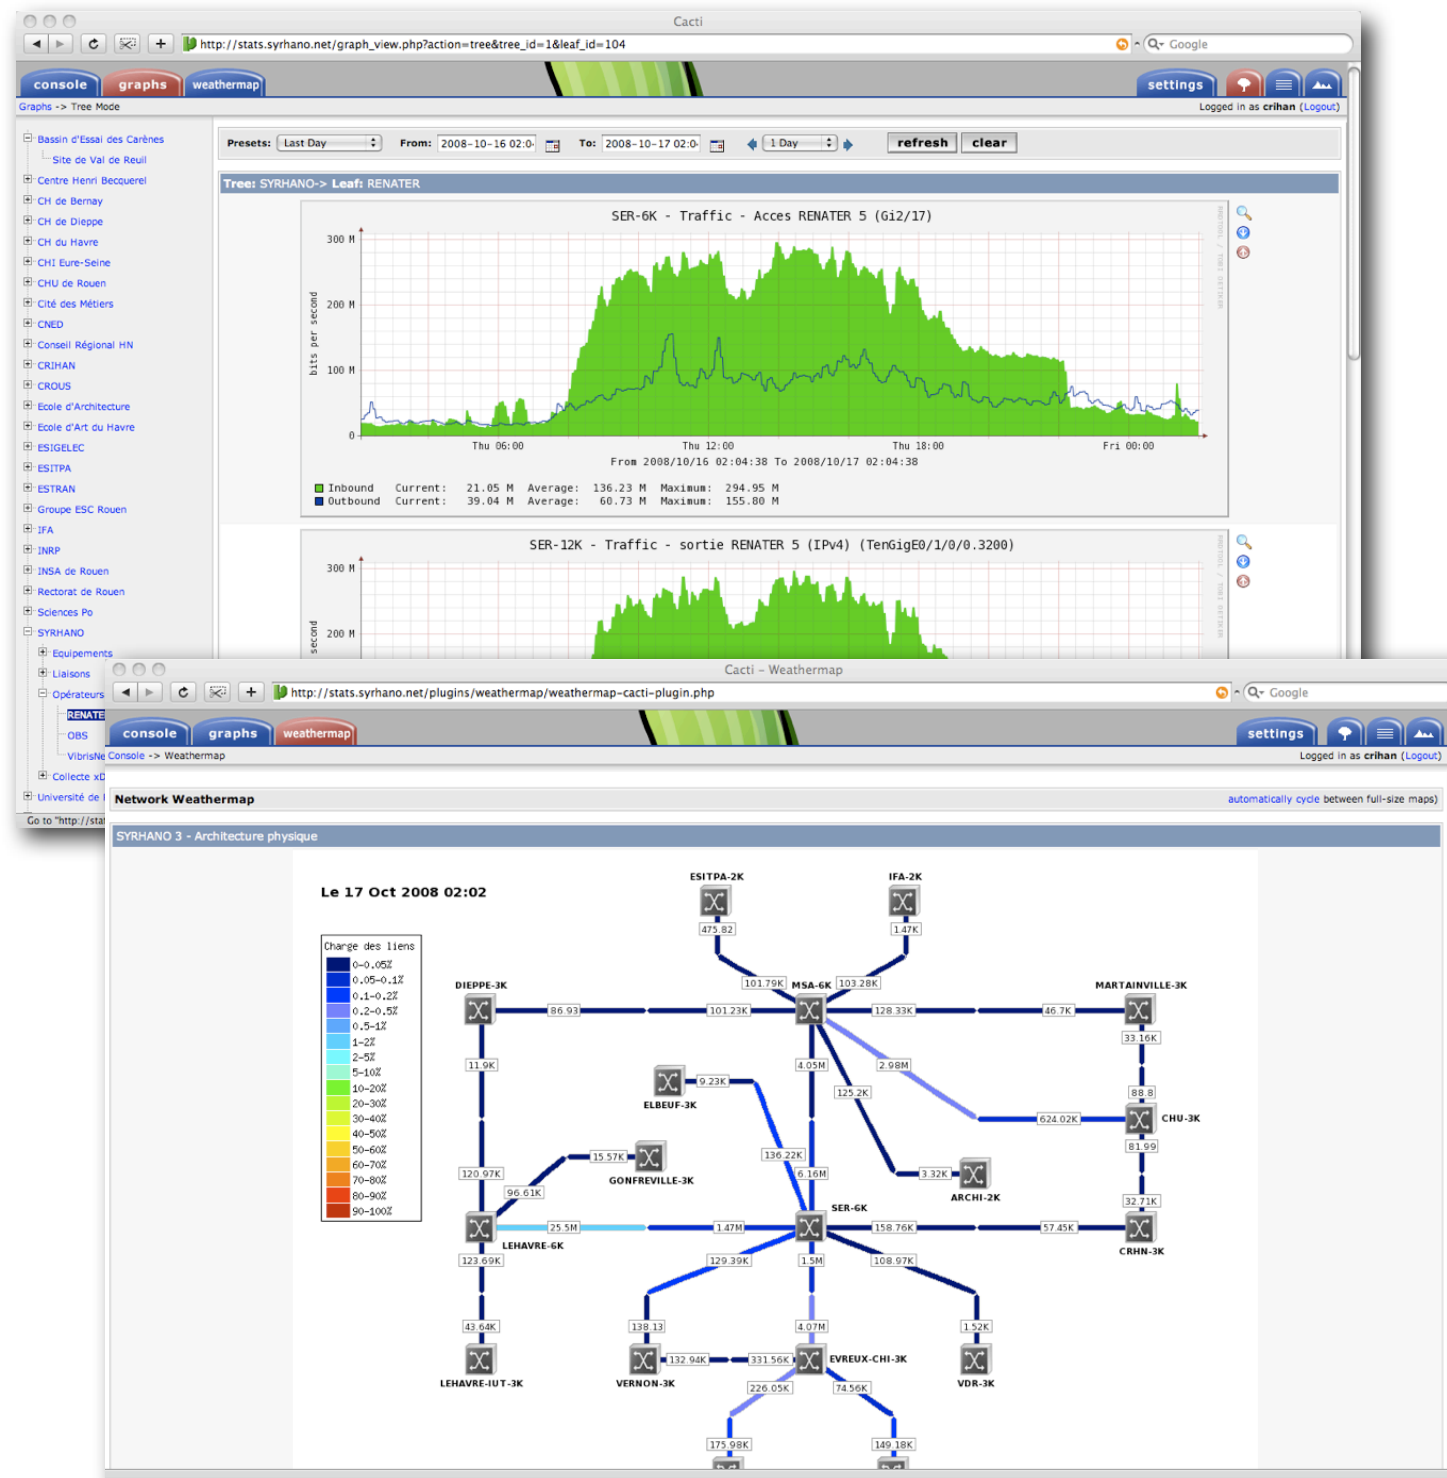 Cacti
http://stats.syrhano.net/graph_view.php?action=tree&tree_id=1&leaf_id=104
Google
console graphs weathermap settings
Graphs -> Tree Mode
Logged in as crihan (Logout)
Bassin d'Essai des Carènes
Site de Val de Reuil
Centre Henri Becquerel
CH de Bernay
CH de Dieppe
CH du Havre
CHI Eure-Seine
CHU de Rouen
Cité des Métiers
CNED
Conseil Régional HN
CRIHAN
CROUS
Ecole d'Architecture
Ecole d'Art du Havre
ESIGELEC
ESITPA
ESTRAN
Groupe ESC Rouen
IFA
INRP
INSA de Rouen
Rectorat de Rouen
Sciences Po
SYRHANO
Equipements
Liaisons
Opérateurs
RENATE
OBS
VibrisNe
Collecte xD
Université de
Go to "http://sta
Presets: Last Day From: 2008-10-16 02:0 To: 2008-10-17 02:0 1 Day refresh clear
Tree: SYRHANO-> Leaf: RENATER
SER-6K - Traffic - Acces RENATER 5 (Gi2/17)
RRDTOOL / TOBI OETIKER
bits per second
300 M
200 M
100 M
0
Thu 06:00 Thu 12:00 Thu 18:00 Fri 00:00
From 2008/10/16 02:04:38 To 2008/10/17 02:04:38
Inbound Current: 21.05 M Average: 136.23 M Maximum: 294.95 M
Outbound Current: 39.04 M Average: 60.73 M Maximum: 155.80 M
SER-12K - Traffic - sortie RENATER 5 (IPv4) (TenGigE0/1/0/0.3200)
RRDTOOL / TOBI OETIKER
300 M
200 M
second
Cacti - Weathermap
http://stats.syrhano.net/plugins/weathermap/weathermap-cacti-plugin.php
Google
console graphs weathermap settings
Console -> Weathermap
Logged in as crihan (Logout)
Network Weathermap
automatically cycle between full-size maps)
SYRHANO 3 - Architecture physique
Le 17 Oct 2008 02:02
Charge des liens
0-0.05%
0.05-0.1%
0.1-0.2%
0.2-0.5%
0.5-1%
1-2%
2-5%
5-10%
10-20%
20-30%
30-40%
40-50%
50-60%
60-70%
70-80%
80-90%
90-100%
ESITPA-2K IFA-2K
475.82 1.47K
101.79K MSA-6K 103.28K
DIEPPE-3K MARTAINVILLE-3K
86.93 101.23K 128.33K 46.7K
33.16K
11.9K 4.05M 2.98M
9.23K 125.2K 88.8
ELBEUF-3K
624.02K CHU-3K
136.22K 81.99
15.57K
120.97K 6.16M 3.32K
GONFREVILLE-3K
96.61K ARCHI-2K 32.71K
SER-6K
25.5M 1.47M 158.76K 57.45K
LEHAVRE-6K CRHN-3K
123.69K 129.39K 1.5M 108.97K
43.64K 138.13 4.07M 1.52K
132.94K 331.56K EVREUX-CHI-3K
LEHAVRE-IUT-3K VERNON-3K VDR-3K
226.05K 74.56K
175.98K 149.18K